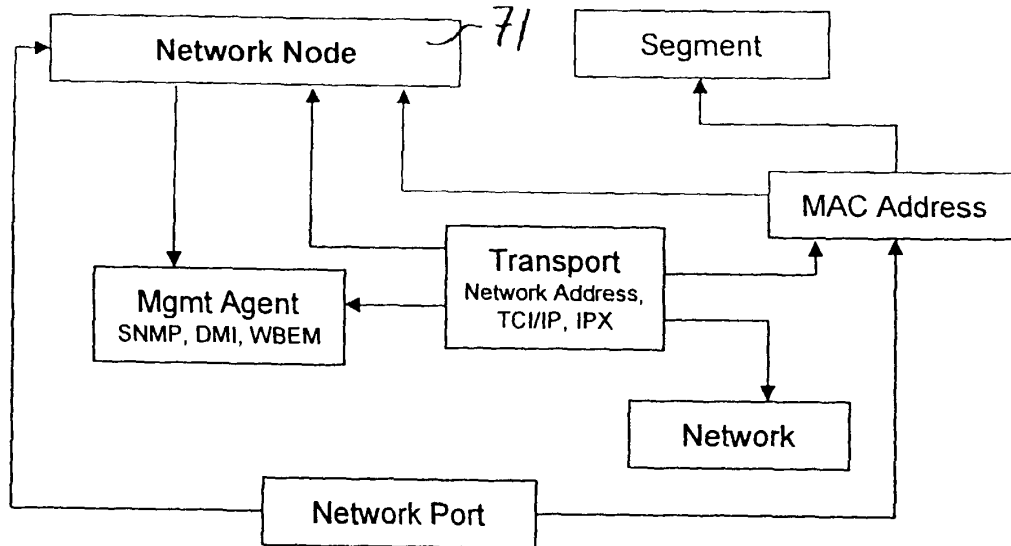 Network Node
71
Segment
MAC Address
Transport
Network Address,
TCI/IP, IPX
Mgmt Agent
SNMP, DMI, WBEM
Network
Network Port